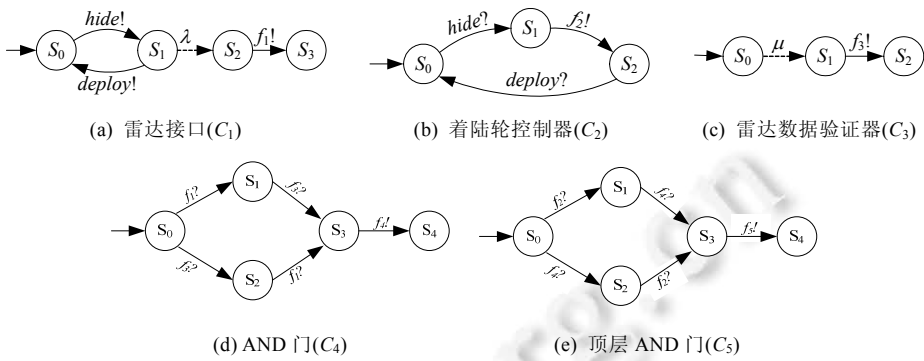 hide!
S₀ S₁ λ S₂ f₁! S₃
deploy!
(a) 雷达接口(C₁)
hide? S₁ f₂!
S₀ S₂
deploy?
(b) 着陆轮控制器(C₂)
S₀ μ S₁ f₃! S₂
(c) 雷达数据验证器(C₃)
f₁? S₁ f₃?
S₀ S₃ f₄! S₄
f₃? S₂ f₁?
(d) AND 门(C₄)
f₂? S₁ f₄?
S₀ S₃ f₅! S₄
f₄? S₂ f₂?
(e) 顶层 AND 门(C₅)